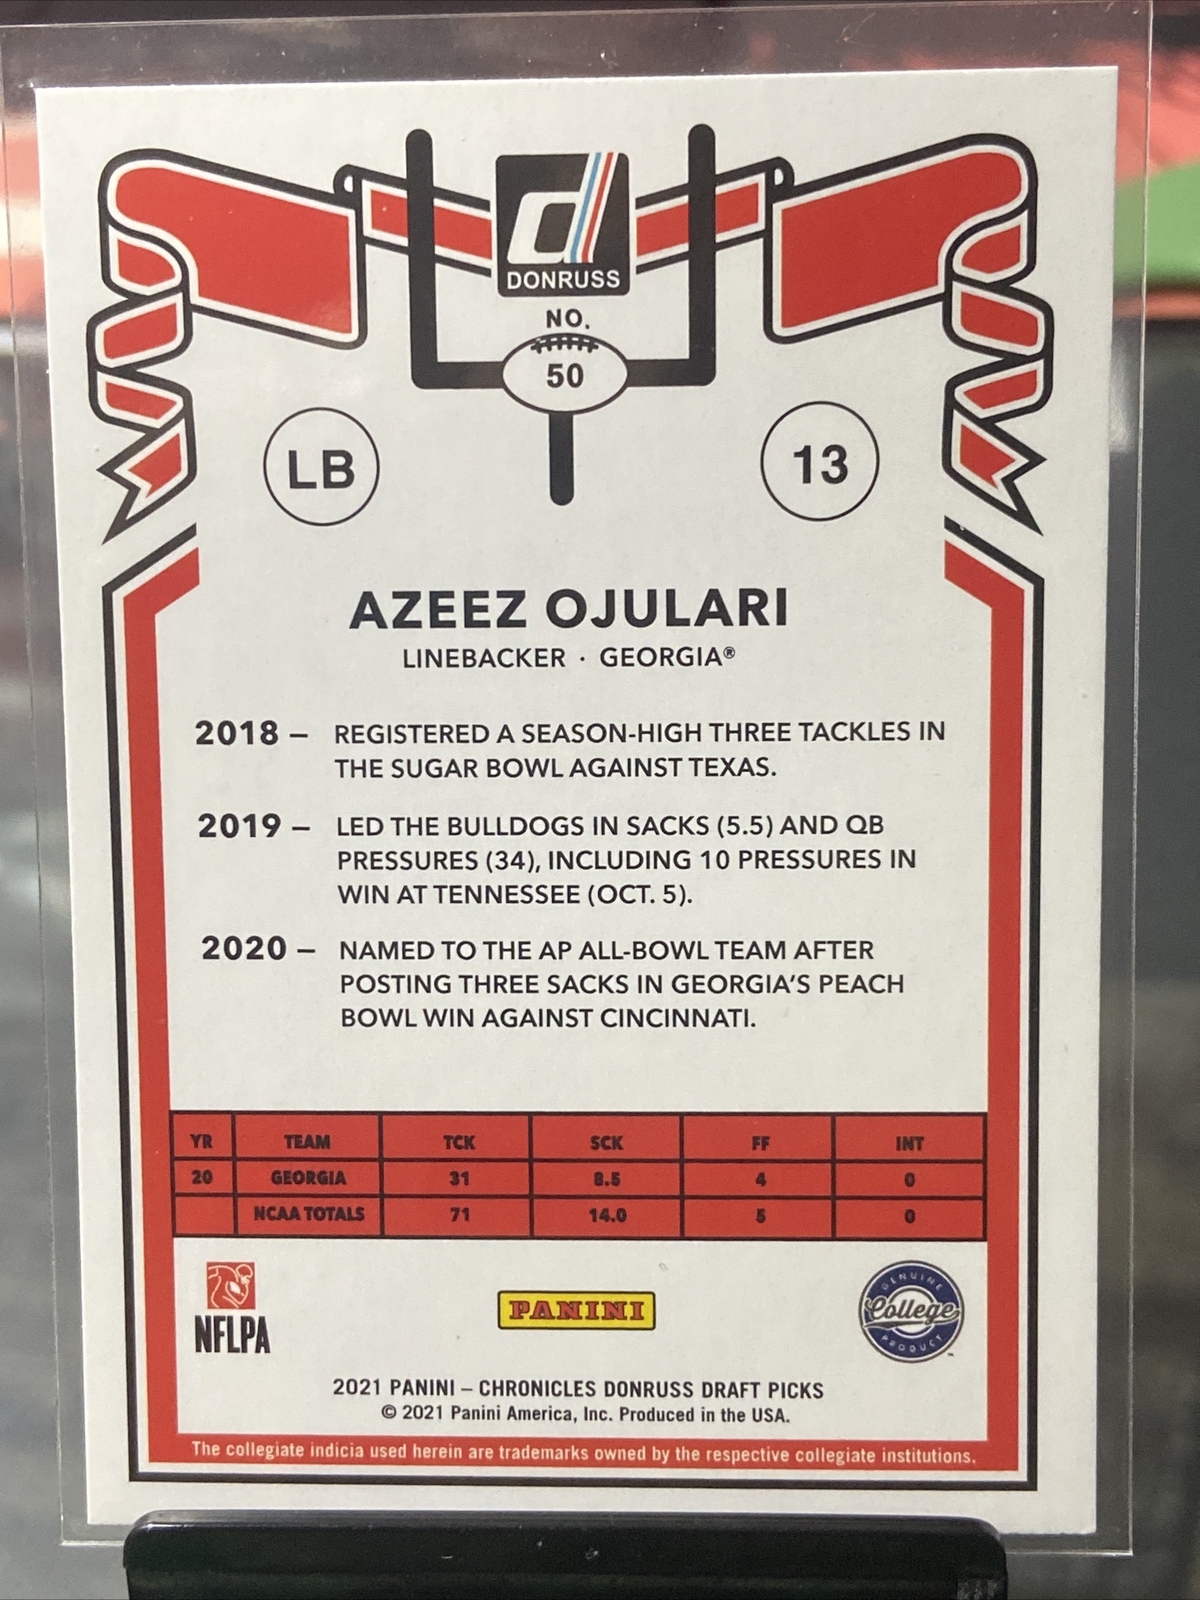 DONRUSS
NO.
50
LB
13
AZEEZ OJULARI
LINEBACKER · GEORGIA®
2018 – REGISTERED A SEASON-HIGH THREE TACKLES IN
THE SUGAR BOWL AGAINST TEXAS.
2019 – LED THE BULLDOGS IN SACKS (5.5) AND QB
PRESSURES (34), INCLUDING 10 PRESSURES IN
WIN AT TENNESSEE (OCT. 5).
2020 – NAMED TO THE AP ALL-BOWL TEAM AFTER
POSTING THREE SACKS IN GEORGIA'S PEACH
BOWL WIN AGAINST CINCINNATI.
YR TEAM TCK SCK FF INT
20 GEORGIA 31 8.5 4 0
NCAA TOTALS 71 14.0 5 0
NFLPA
PANINI
GENUINE
College
PRODUCT
™
2021 PANINI – CHRONICLES DONRUSS DRAFT PICKS
© 2021 Panini America, Inc. Produced in the USA.
The collegiate indicia used herein are trademarks owned by the respective collegiate institutions.